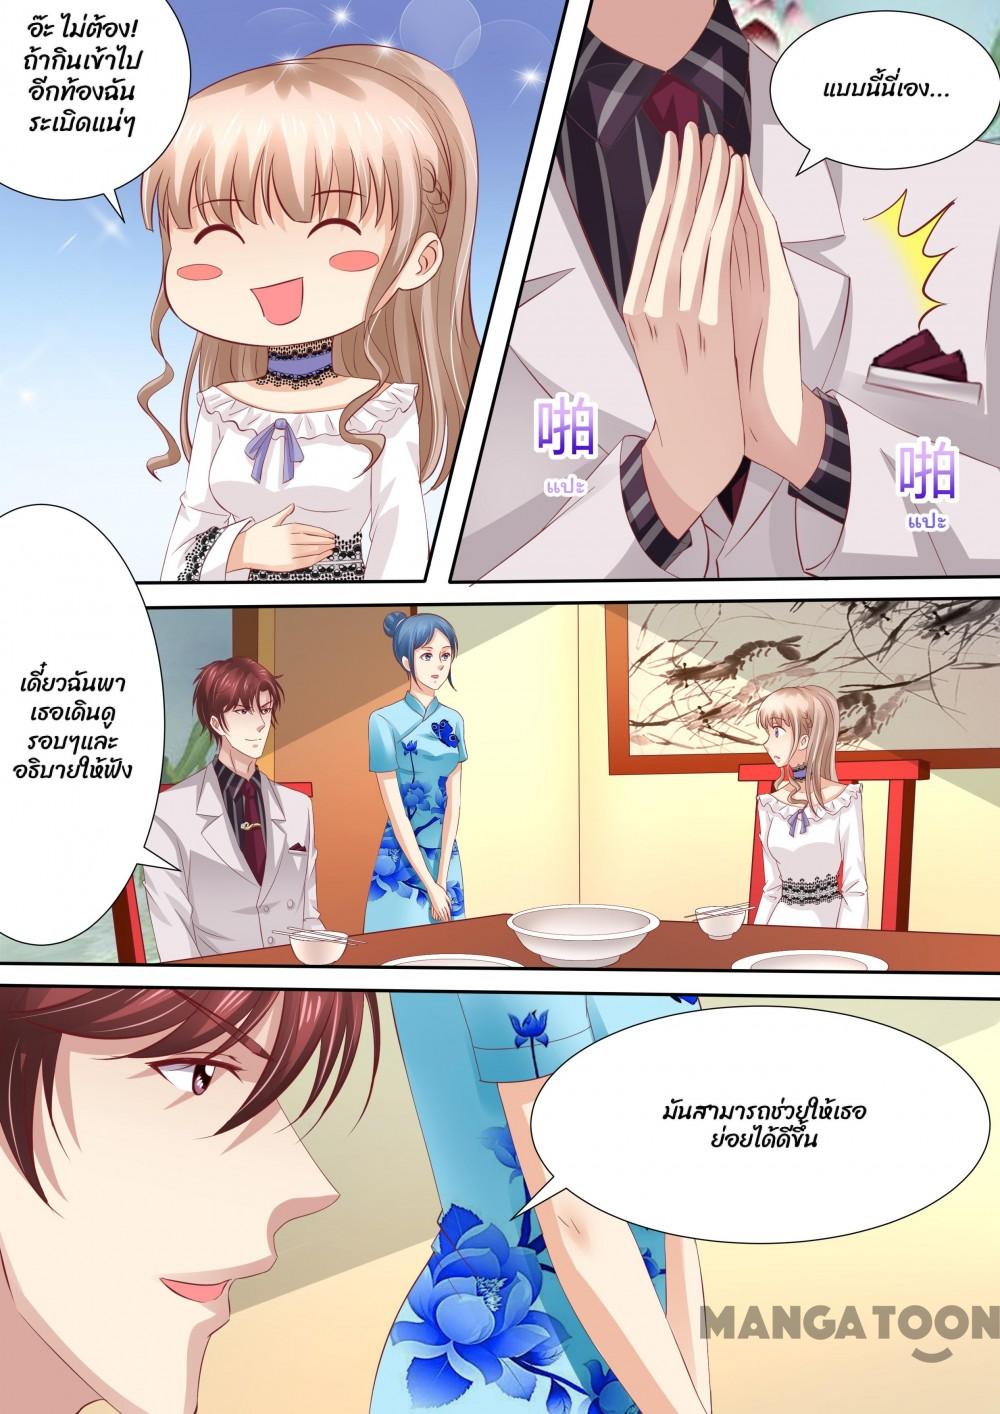 อ๊ะ ไม่ต้อง!
ถ้ากินเข้าไป
อีกท้องฉัน
ระเบิดแน่ๆ
แบบนี้นี่เอง...
啪
แปะ
啪
แปะ
เดี๋ยวฉันพา
เธอเดินดู
รอบๆและ
อธิบายให้ฟัง
มันสามารถช่วยให้เธอ
ย่อยได้ดีขึ้น
MANGATOON